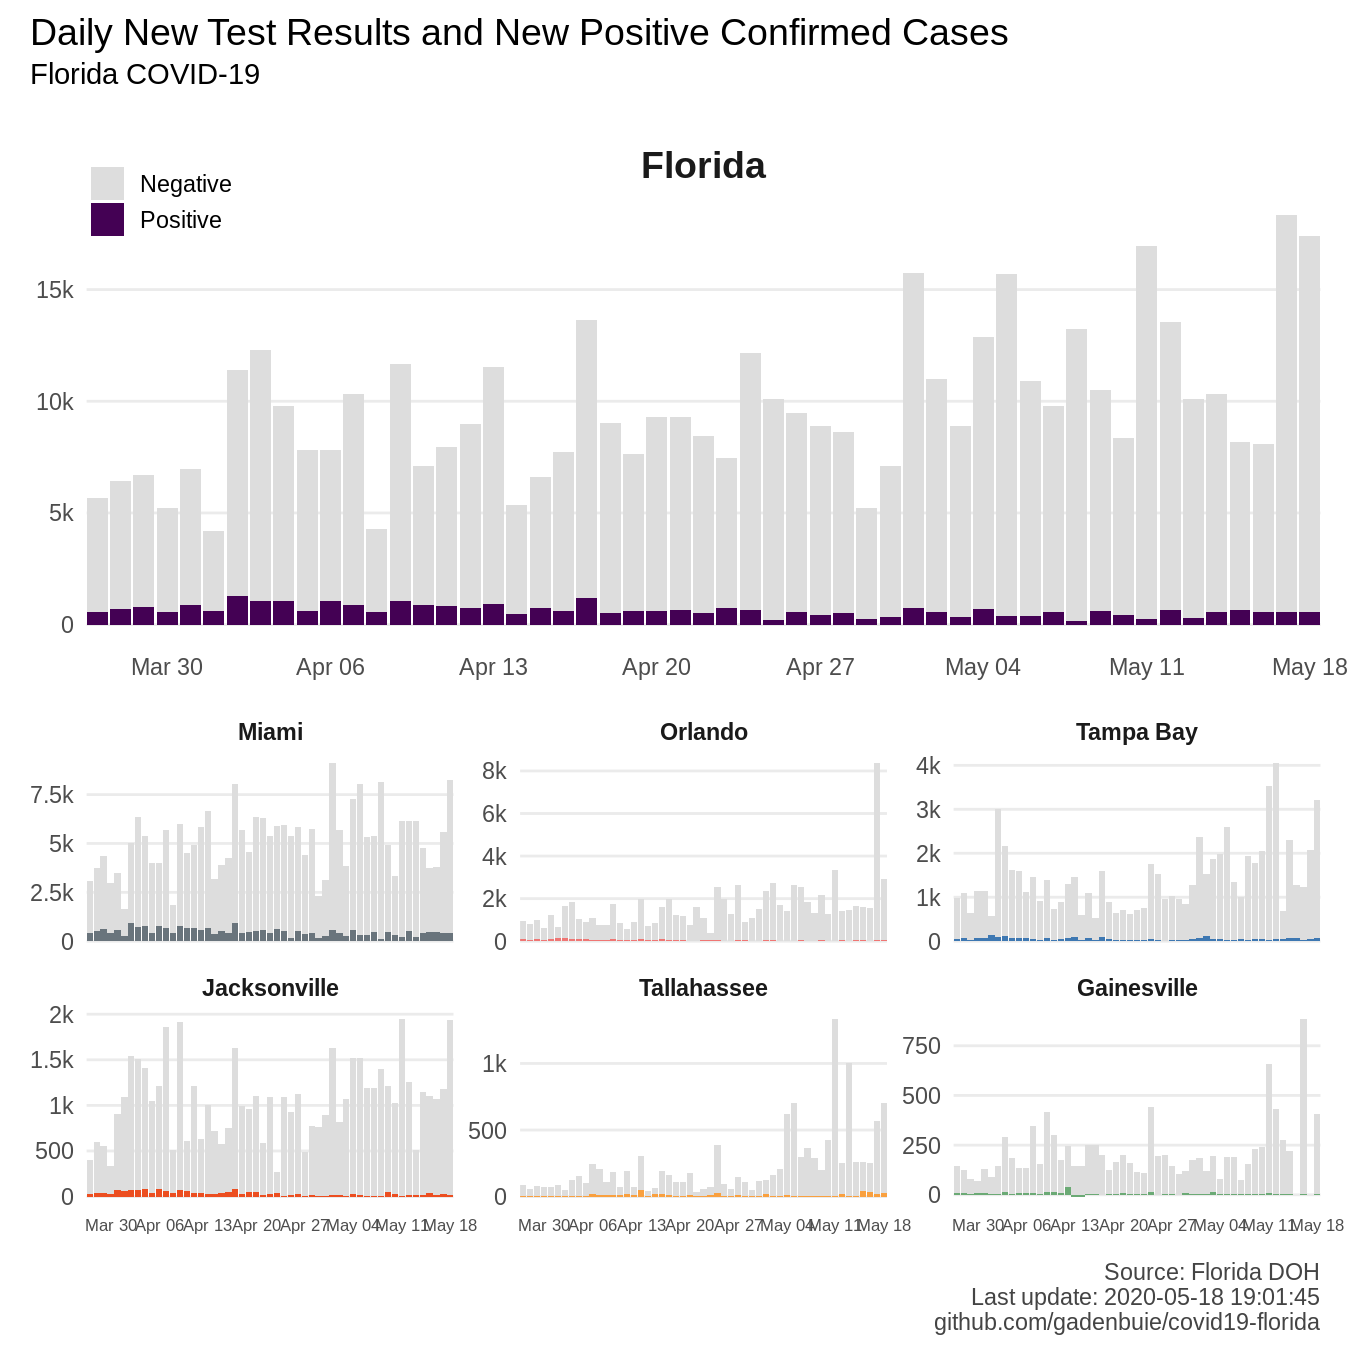 Daily New Test Results and New Positive Confirmed Cases
Florida COVID-19
Florida
Negative
Positive
15k
10k
5k
0
Mar 30 Apr 06 Apr 13 Apr 20 Apr 27 May 04 May 11 May 18
Miami Orlando Tampa Bay
7.5k
5k
2.5k
0
8k
6k
4k
2k
0
4k
3k
2k
1k
0
Jacksonville Tallahassee Gainesville
2k
1.5k
1k
500
0
1k
500
0
750
500
250
0
Mar 30 Apr 06 Apr 13 Apr 20 Apr 27 May 04 May 11 May 18
Mar 30 Apr 06 Apr 13 Apr 20 Apr 27 May 04 May 11 May 18
Mar 30 Apr 06 Apr 13 Apr 20 Apr 27 May 04 May 11 May 18
Source: Florida DOH
Last update: 2020-05-18 19:01:45
github.com/gadenbuie/covid19-florida